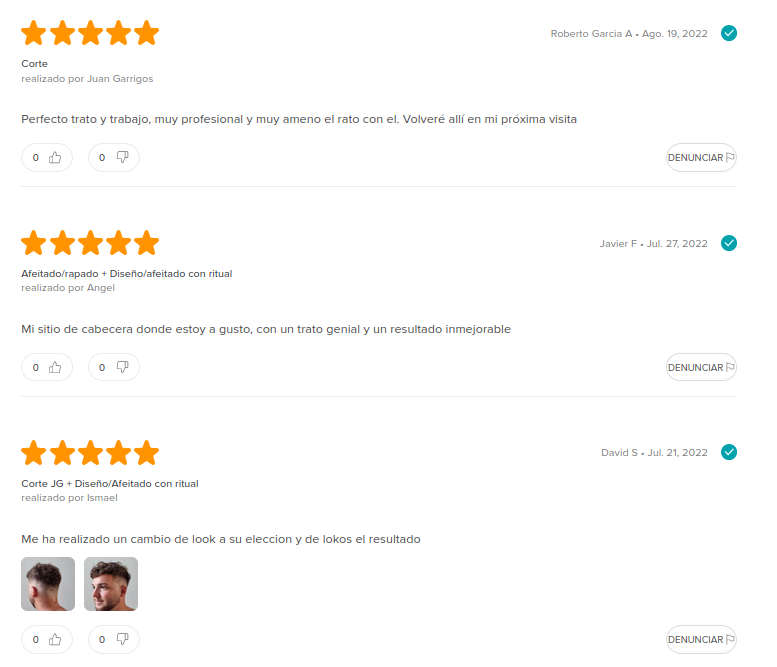 Roberto Garcia A • Ago. 19, 2022
Corte
realizado por Juan Garrigos
Perfecto trato y trabajo, muy profesional y muy ameno el rato con el. Volveré allí en mi próxima visita
0 0 DENUNCIAR
Javier F • Jul. 27, 2022
Afeitado/rapado + Diseño/afeitado con ritual
realizado por Angel
Mi sitio de cabecera donde estoy a gusto, con un trato genial y un resultado inmejorable
0 0 DENUNCIAR
David S • Jul. 21, 2022
Corte JG + Diseño/Afeitado con ritual
realizado por Ismael
Me ha realizado un cambio de look a su eleccion y de lokos el resultado
0 0 DENUNCIAR